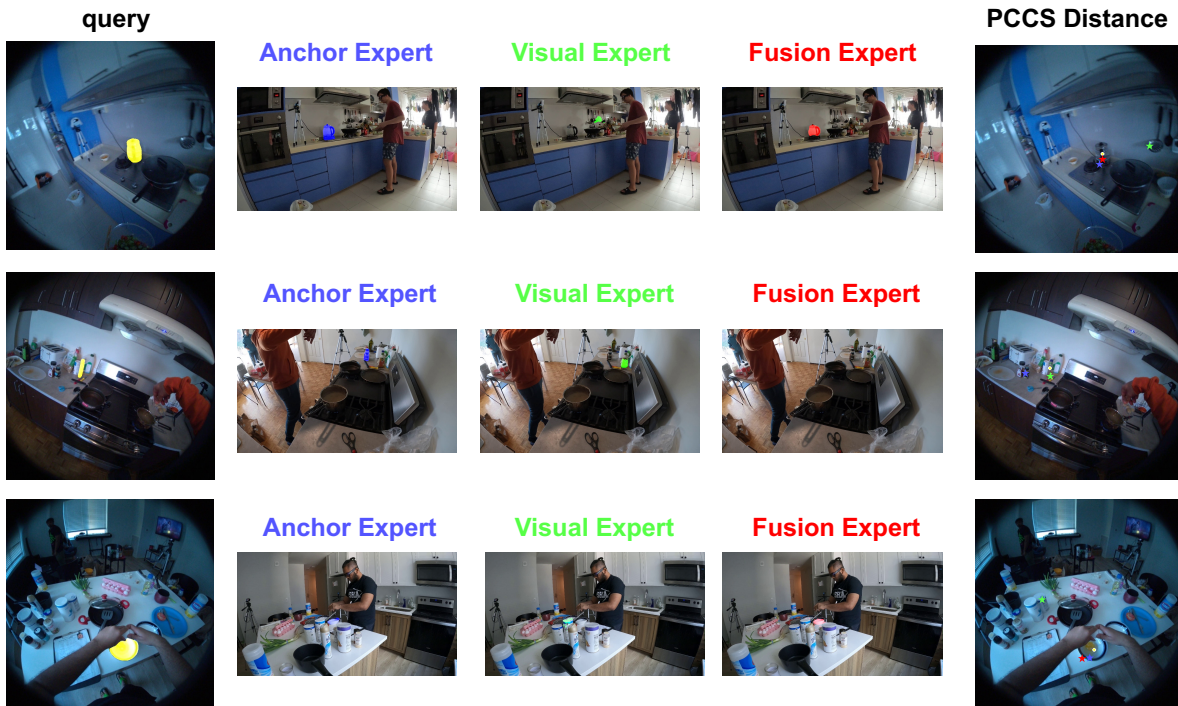 query
PCCS Distance
Anchor Expert
Visual Expert
Fusion Expert
Anchor Expert
Visual Expert
Fusion Expert
Anchor Expert
Visual Expert
Fusion Expert